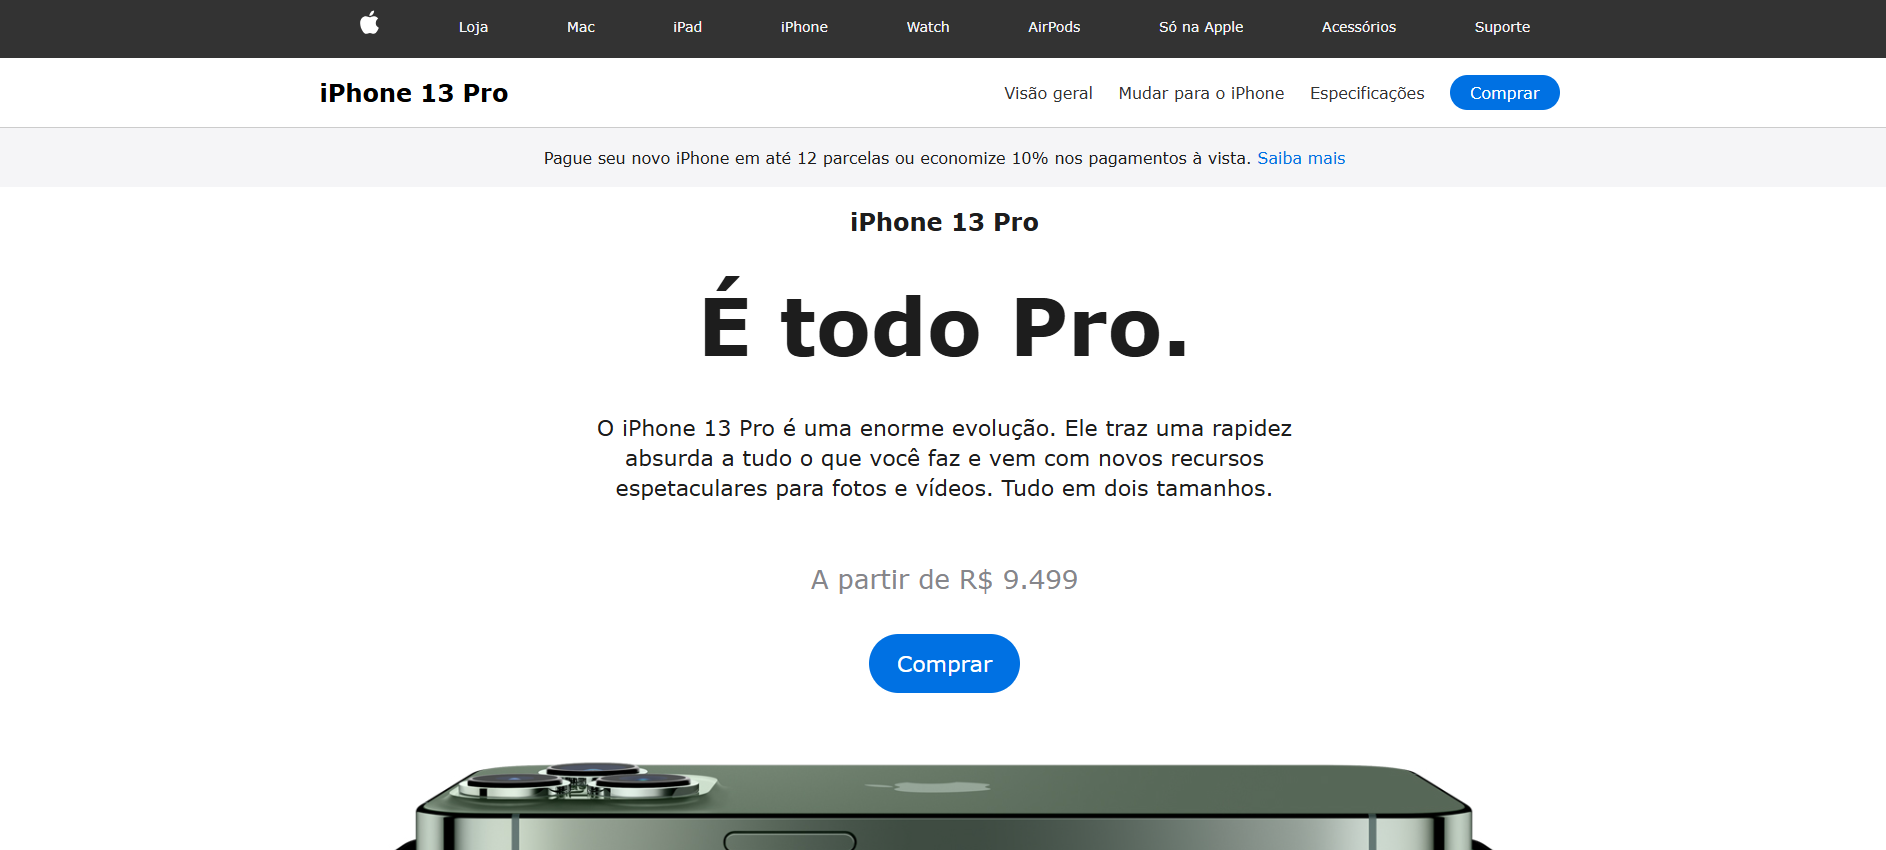 Loja Mac iPad iPhone Watch AirPods Só na Apple Acessórios Suporte
iPhone 13 Pro Visão geral Mudar para o iPhone Especificações Comprar
Pague seu novo iPhone em até 12 parcelas ou economize 10% nos pagamentos à vista. Saiba mais
iPhone 13 Pro
É todo Pro.
O iPhone 13 Pro é uma enorme evolução. Ele traz uma rapidez
absurda a tudo o que você faz e vem com novos recursos
espetaculares para fotos e vídeos. Tudo em dois tamanhos.
A partir de R$ 9.499
Comprar